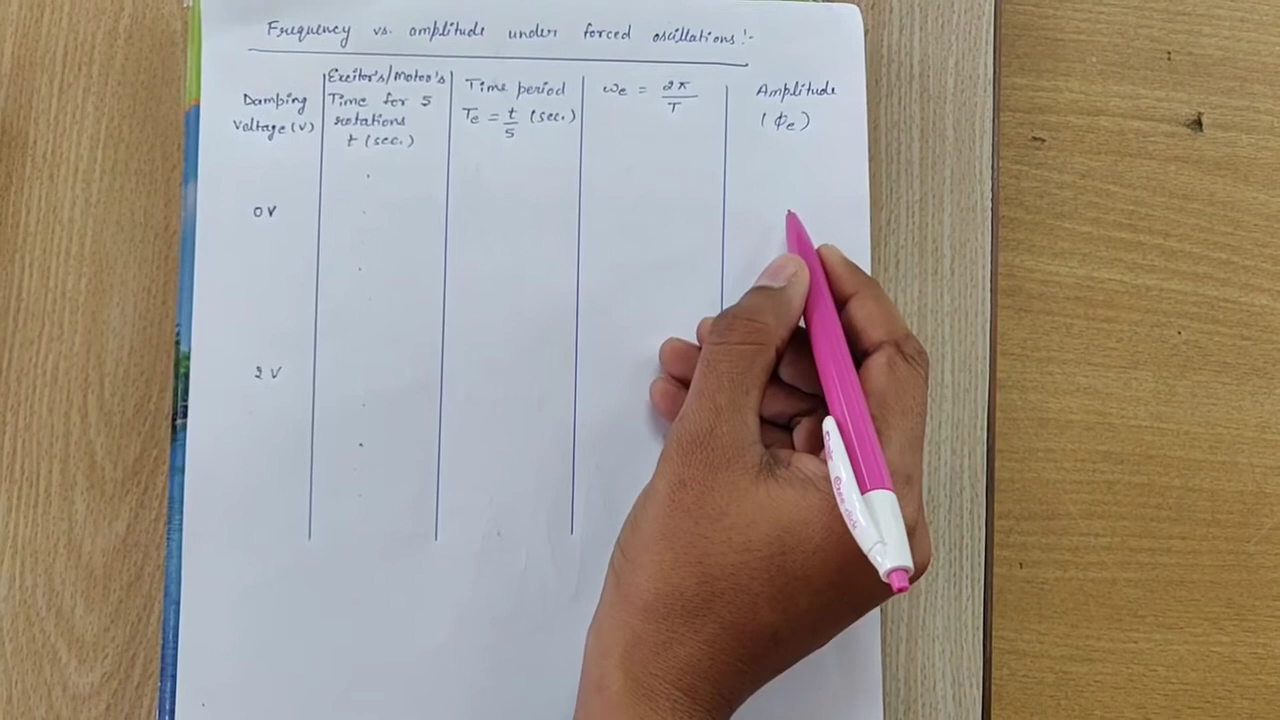 Frequency vs. amplitude under forced oscillations :-
Damping
Voltage (V)
Excitor's/Motor's
Time for 5
rotations
t (sec.)
Time period
Te = t/5 (sec.)
ωe = 2π/T
Amplitude
(ϕe)
0V
2V